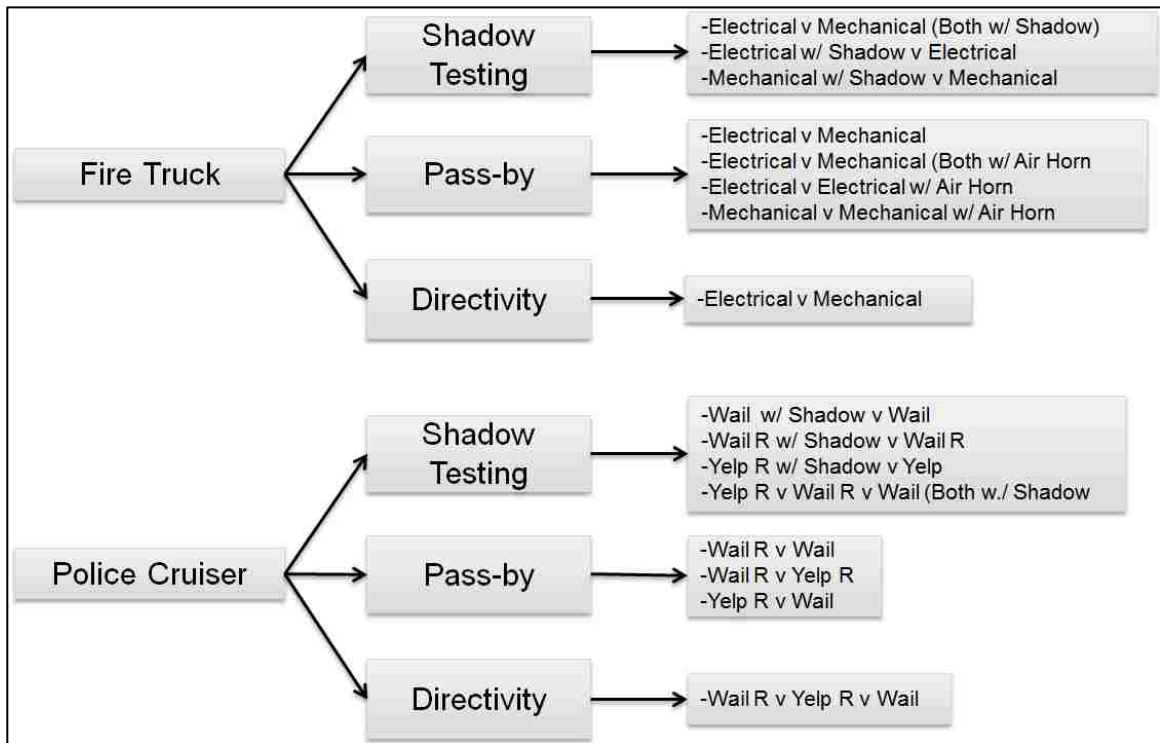 Fire Truck
Shadow
Testing
-Electrical v Mechanical (Both w/ Shadow)
-Electrical w/ Shadow v Electrical
-Mechanical w/ Shadow v Mechanical
Pass-by
-Electrical v Mechanical
-Electrical v Mechanical (Both w/ Air Horn
-Electrical v Electrical w/ Air Horn
-Mechanical v Mechanical w/ Air Horn
Directivity
-Electrical v Mechanical
Police Cruiser
Shadow
Testing
-Wail w/ Shadow v Wail
-Wail R w/ Shadow v Wail R
-Yelp R w/ Shadow v Yelp
-Yelp R v Wail R v Wail (Both w./ Shadow
Pass-by
-Wail R v Wail
-Wail R v Yelp R
-Yelp R v Wail
Directivity
-Wail R v Yelp R v Wail